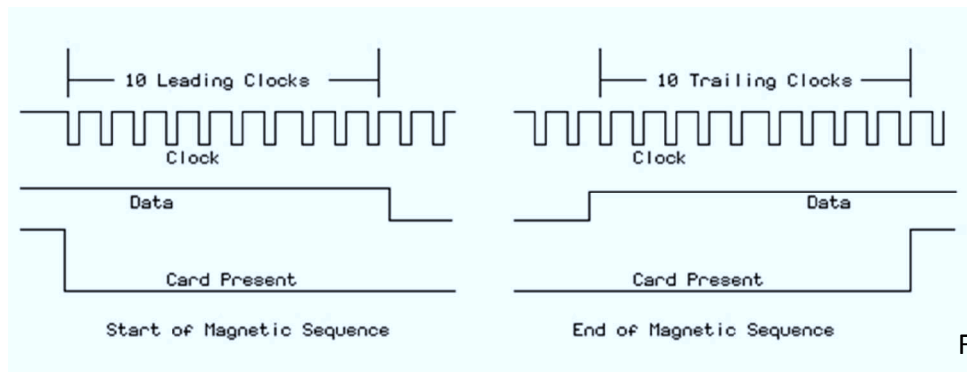 10 Leading Clocks
10 Trailing Clocks
Clock
Clock
Data
Data
Card Present
Card Present
Start of Magnetic Sequence
End of Magnetic Sequence
F